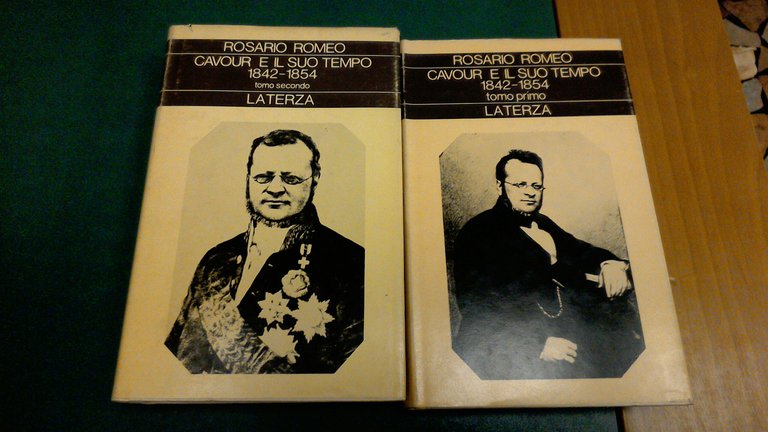 ROSARIO ROMEO
CAVOUR E IL SUO TEMPO
1842-1854
tomo secondo
LATERZA
ROSARIO ROMEO
CAVOUR E IL SUO TEMPO
1842-1854
tomo primo
LATERZA